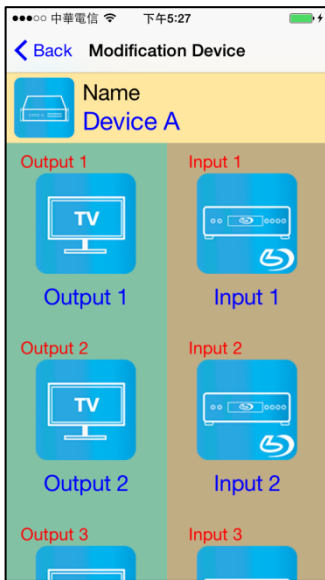 中華電信 下午5:27
Back Modification Device
Name
Device A
Output 1 Input 1
TV
Output 1 Input 1
Output 2 Input 2
TV
Output 2 Input 2
Output 3 Input 3